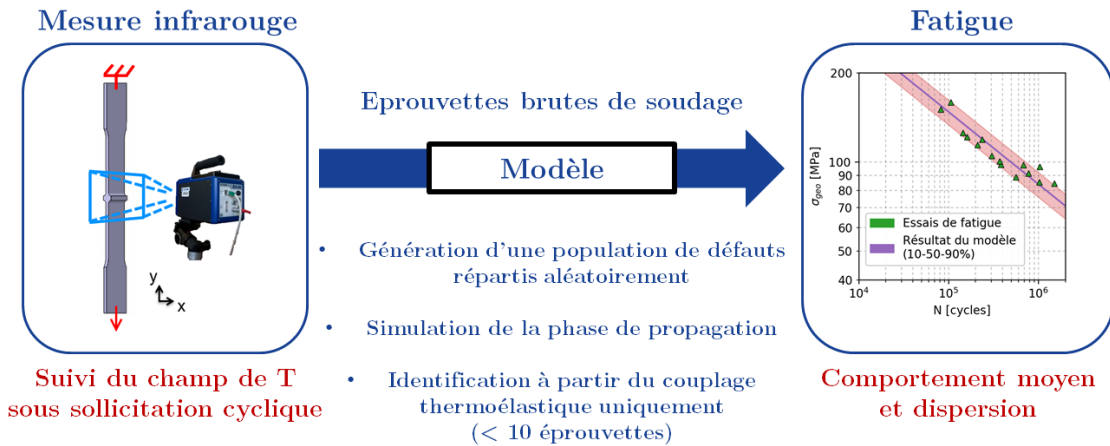 Mesure infrarouge
y
x
Suivi du champ de T
sous sollicitation cyclique
Eprouvettes brutes de soudage
Modèle
• Génération d'une population de défauts
répartis aléatoirement
• Simulation de la phase de propagation
• Identification à partir du couplage
thermoélastique uniquement
(< 10 éprouvettes)
Fatigue
200
100
90
80
70
60
50
40
σgeo [MPa]
Essais de fatigue
Résultat du modèle
(10-50-90%)
10⁴ 10⁵ 10⁶
N [cycles]
Comportement moyen
et dispersion